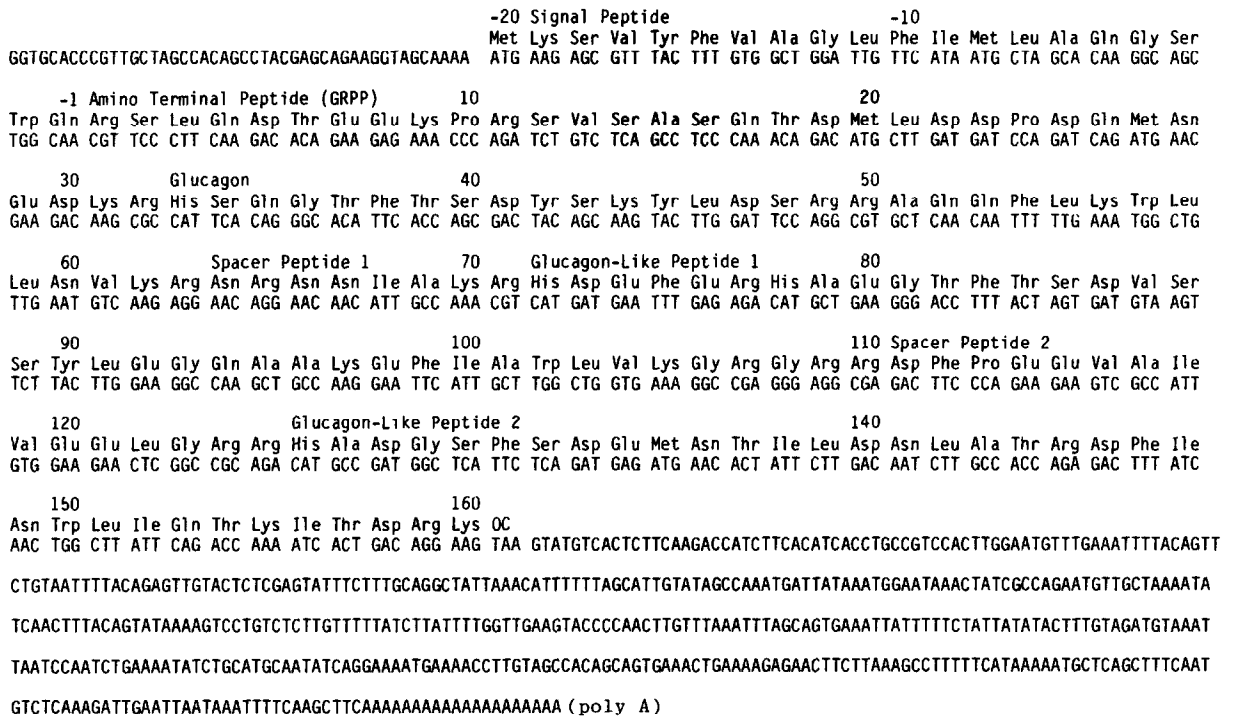 -20 Signal Peptide -10
Met Lys Ser Val Tyr Phe Val Ala Gly Leu Phe Ile Met Leu Ala Gln Gly Ser
GGTGCACCCGTTGCTAGCCACAGCCTACGAGCAGAAGGTAGCAAAA ATG AAG AGC GTT TAC TTT GTG GCT GGA TTG TTC ATA ATG CTA GCA CAA GGC AGC
-1 Amino Terminal Peptide (GRPP) 10 20
Trp Gln Arg Ser Leu Gln Asp Thr Glu Glu Lys Pro Arg Ser Val Ser Ala Ser Gln Thr Asp Met Leu Asp Asp Pro Asp Gln Met Asn
TGG CAA CGT TCC CTT CAA GAC ACA GAA GAG AAA CCC AGA TCT GTC TCA GCC TCC CAA ACA GAC ATG CTT GAT GAT CCA GAT CAG ATG AAC
30 Glucagon 40 50
Glu Asp Lys Arg His Ser Gln Gly Thr Phe Thr Ser Asp Tyr Ser Lys Tyr Leu Asp Ser Arg Arg Ala Gln Gln Phe Leu Lys Trp Leu
GAA GAC AAG CGC CAT TCA CAG GGC ACA TTC ACC AGC GAC TAC AGC AAG TAC TTG GAT TCC AGG CGT GCT CAA CAA TTT TTG AAA TGG CTG
60 Spacer Peptide 1 70 Glucagon-Like Peptide 1 80
Leu Asn Val Lys Arg Asn Arg Asn Asn Ile Ala Lys Arg His Asp Glu Phe Glu Arg His Ala Glu Gly Thr Phe Thr Ser Asp Val Ser
TTG AAT GTC AAG AGG AAC AGG AAC AAC ATT GCC AAA CGT CAT GAT GAA TTT GAG AGA CAT GCT GAA GGG ACC TTT ACT AGT GAT GTA AGT
90 100 110 Spacer Peptide 2
Ser Tyr Leu Glu Gly Gln Ala Ala Lys Glu Phe Ile Ala Trp Leu Val Lys Gly Arg Gly Arg Arg Asp Phe Pro Glu Glu Val Ala Ile
TCT TAC TTG GAA GGC CAA GCT GCC AAG GAA TTC ATT GCT TGG CTG GTG AAA GGC CGA GGG AGG CGA GAC TTC CCA GAA GAA GTC GCC ATT
120 Glucagon-Like Peptide 2 140
Val Glu Glu Leu Gly Arg Arg His Ala Asp Gly Ser Phe Ser Asp Glu Met Asn Thr Ile Leu Asp Asn Leu Ala Thr Arg Asp Phe Ile
GTG GAA GAA CTC GGC CGC AGA CAT GCC GAT GGC TCA TTC TCA GAT GAG ATG AAC ACT ATT CTT GAC AAT CTT GCC ACC AGA GAC TTT ATC
150 160
Asn Trp Leu Ile Gln Thr Lys Ile Thr Asp Arg Lys OC
AAC TGG CTT ATT CAG ACC AAA ATC ACT GAC AGG AAG TAA GTATGTCACTCTTCAAGACCATCTTCACATCACCTGCCGTCCACTTGGAATGTTTGAAATTTTACAGTT
CTGTAATTTTACAGAGTTGTACTCTCGAGTATTTCTTTGCAGGCTATTAAACATTTTTTAGCATTGTATAGCCAAATGATTATAAATGGAATAAACTATCGCCAGAATGTTGCTAAAATA
TCAACTTTACAGTATAAAAGTCCTGTCTCTTGTTTTTATCTTATTTTGGTTGAAGTACCCCAACTTGTTTAAATTTAGCAGTGAAATTATTTTTCTATTATATACTTTGTAGATGTAAAT
TAATCCAATCTGAAAATATCTGCATGCAATATCAGGAAAATGAAAACCTTGTAGCCACAGCAGTGAAACTGAAAAGAGAACTTCTTAAAGCCTTTTTCATAAAAATGCTCAGCTTTCAAT
GTCTCAAAGATTGAATTAATAAATTTTCAAGCTTCAAAAAAAAAAAAAAAAAAAA (poly A)